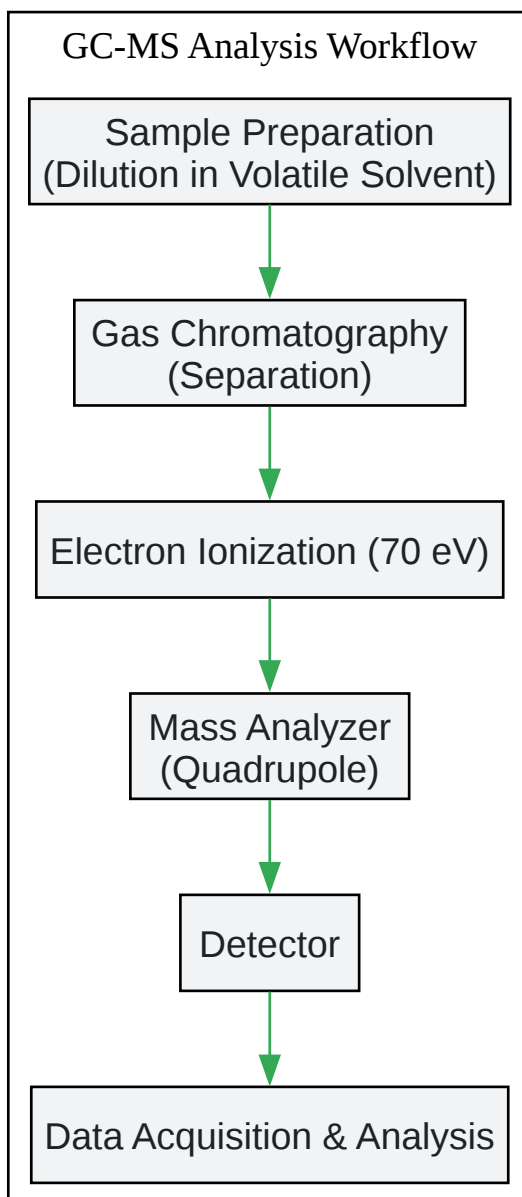 GC-MS Analysis Workflow
Sample Preparation
(Dilution in Volatile Solvent)
Gas Chromatography
(Separation)
Electron Ionization (70 eV)
Mass Analyzer
(Quadrupole)
Detector
Data Acquisition & Analysis